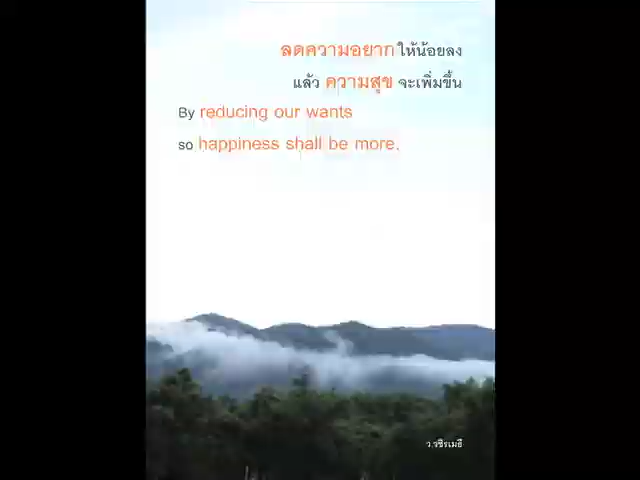 ลดความอยาก ให้น้อยลง
แล้ว ความสุข จะเพิ่มขึ้น
By reducing our wants
so happiness shall be more.
ว.วชิรเมธี